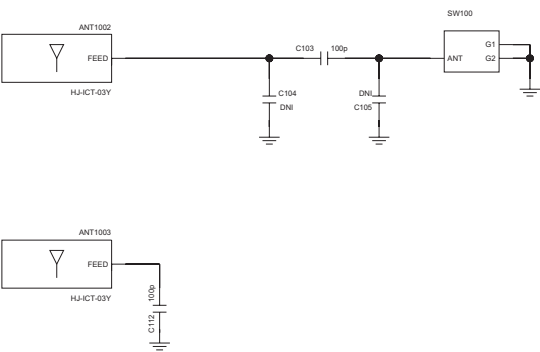 SW100
ANT1002
FEED
HJ-ICT-03Y
C103
100p
ANT
G1
G2
C104
DNI
DNI
C105
ANT1003
FEED
HJ-ICT-03Y
100p
C112